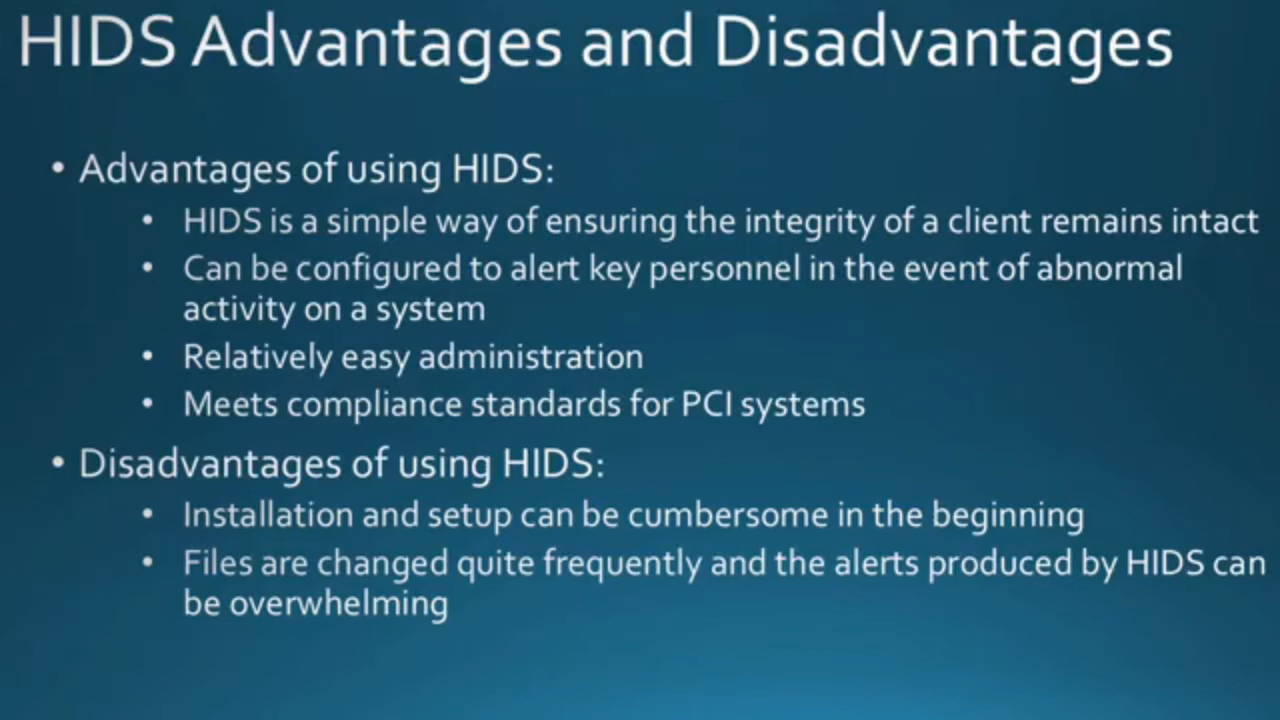 HIDS Advantages and Disadvantages
• Advantages of using HIDS:
• HIDS is a simple way of ensuring the integrity of a client remains intact
• Can be configured to alert key personnel in the event of abnormal
activity on a system
• Relatively easy administration
• Meets compliance standards for PCI systems
• Disadvantages of using HIDS:
• Installation and setup can be cumbersome in the beginning
• Files are changed quite frequently and the alerts produced by HIDS can
be overwhelming